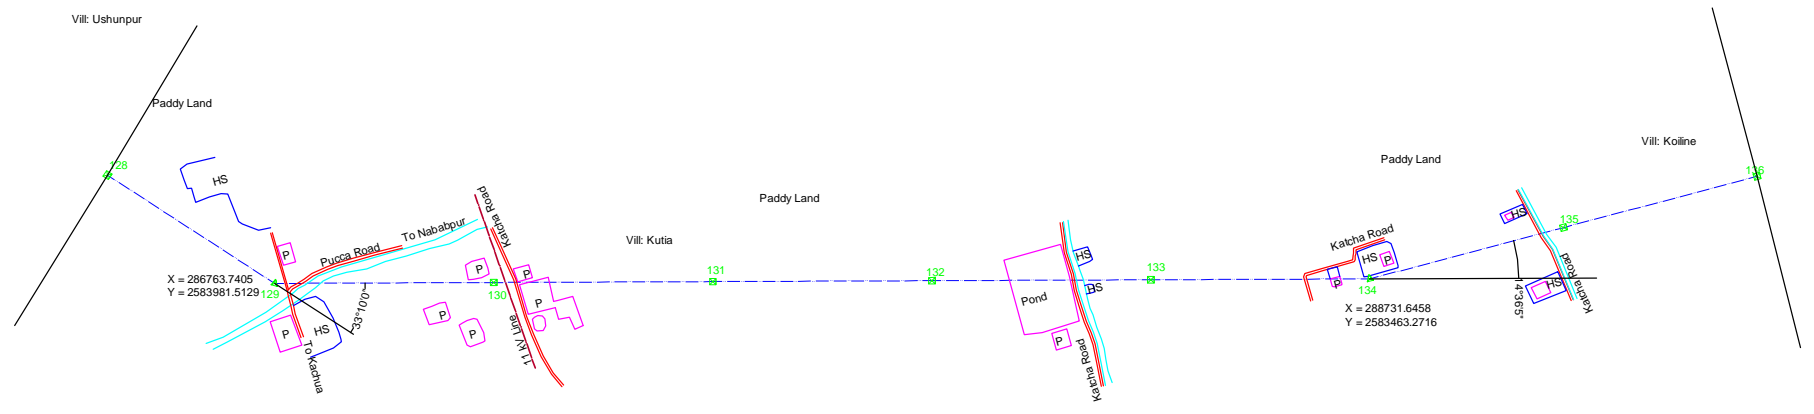 Vill: Ushunpur
Paddy Land
128
HS
P
Pucca Road
To Nababpur
Katcha Road
X = 286763.7405
Y = 2583981.5129
129
33°10'0"
P
HS
To Kachua
P
130
P
P
P
P
11 kV Line
Vill: Kutia
131
Paddy Land
132
Pond
HS
HS
P
Katcha Road
133
Katcha Road
HS
P
P
134
X = 288731.6458
Y = 2583463.2716
Paddy Land
HS
135
HS
Katcha Road
Vill: Koiline